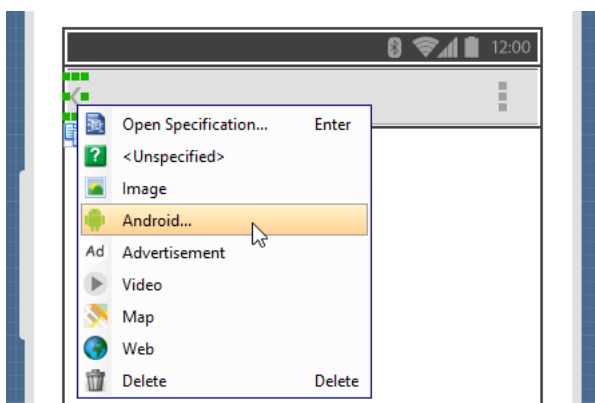 12:00
Open Specification... Enter
<Unspecified>
Image
Android...
Ad Advertisement
Video
Map
Web
Delete Delete